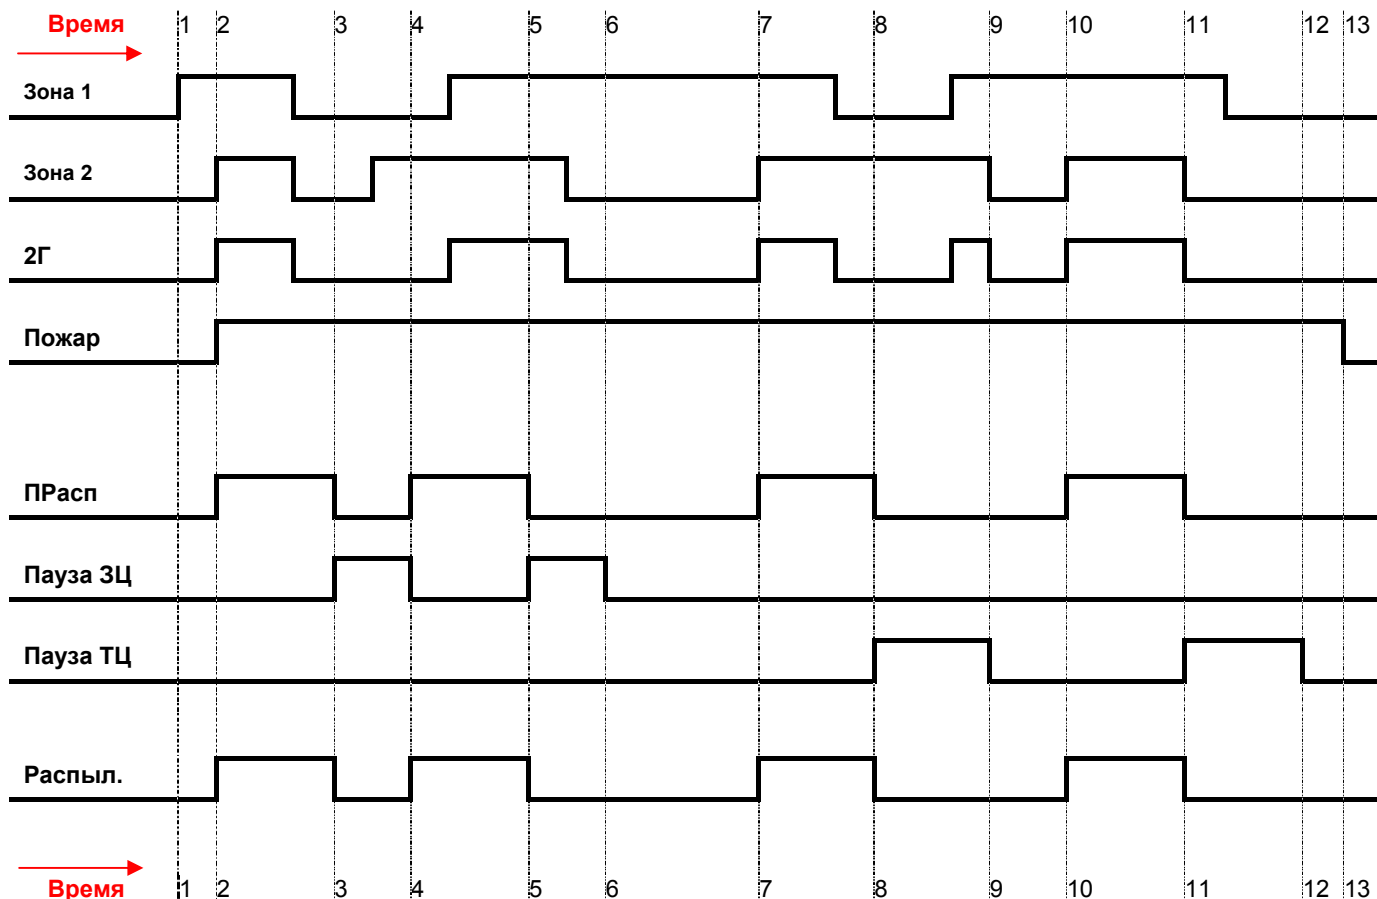 Время 1 2 3 4 5 6 7 8 9 10 11 12 13
Зона 1
Зона 2
2Г
Пожар
ПРасп
Пауза ЗЦ
Пауза ТЦ
Распыл.
Время 1 2 3 4 5 6 7 8 9 10 11 12 13